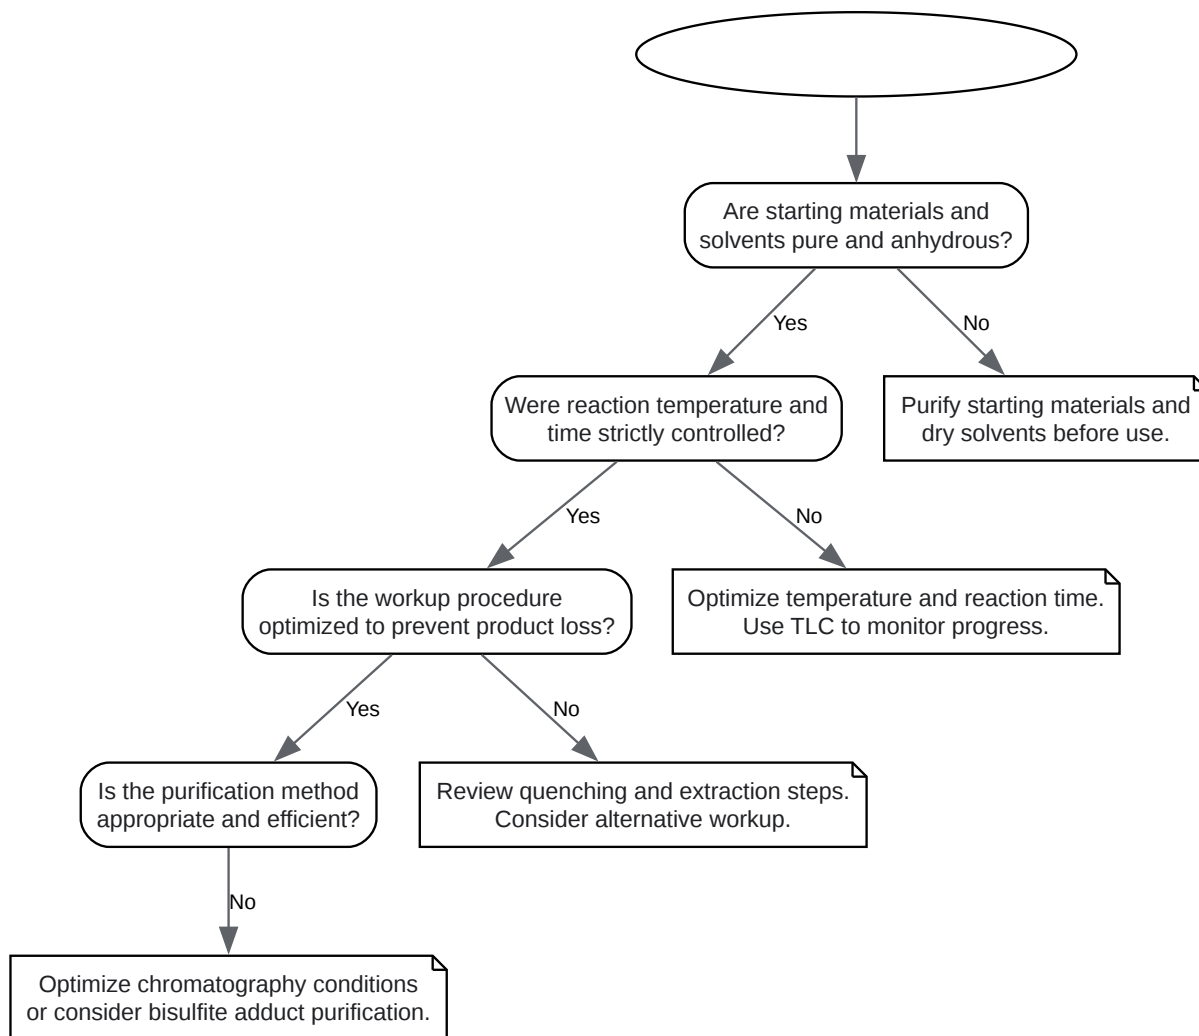 Are starting materials and
solvents pure and anhydrous?
Yes
No
Were reaction temperature and
time strictly controlled?
Purify starting materials and
dry solvents before use.
Yes
No
Is the workup procedure
optimized to prevent product loss?
Optimize temperature and reaction time.
Use TLC to monitor progress.
Yes
No
Is the purification method
appropriate and efficient?
Review quenching and extraction steps.
Consider alternative workup.
No
Optimize chromatography conditions
or consider bisulfite adduct purification.